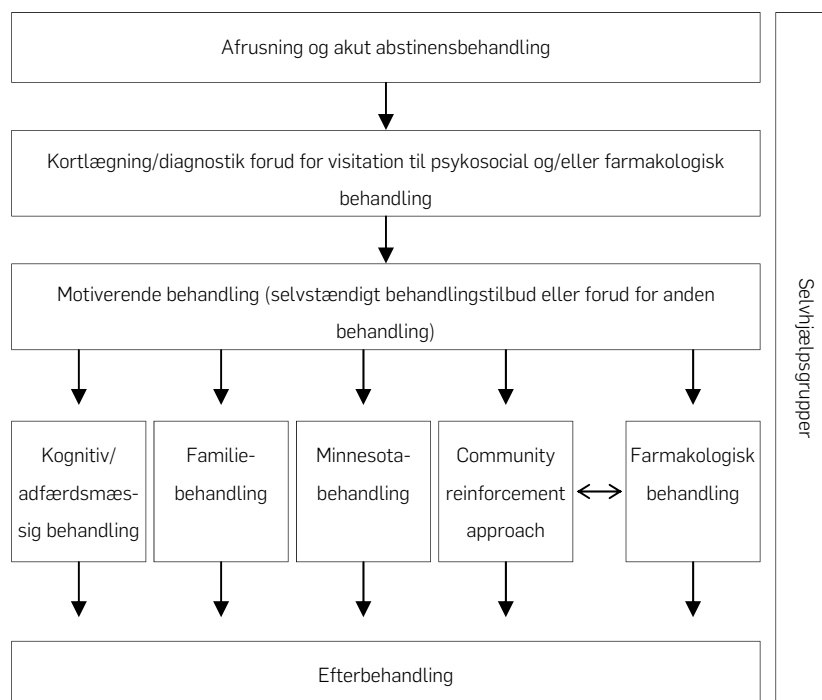 Afrusning og akut abstinensbehandling
Kortlægning/diagnostik forud for visitation til psykosocial og/eller farmakologisk
behandling
Motiverende behandling (selvstændigt behandlingstilbud eller forud for anden
behandling)
Kognitiv/
adfærdsmæs-
sig behandling
Familie-
behandling
Minnesota-
behandling
Community
reinforcement
approach
Farmakologisk
behandling
Efterbehandling
Selvhjælpsgrupper